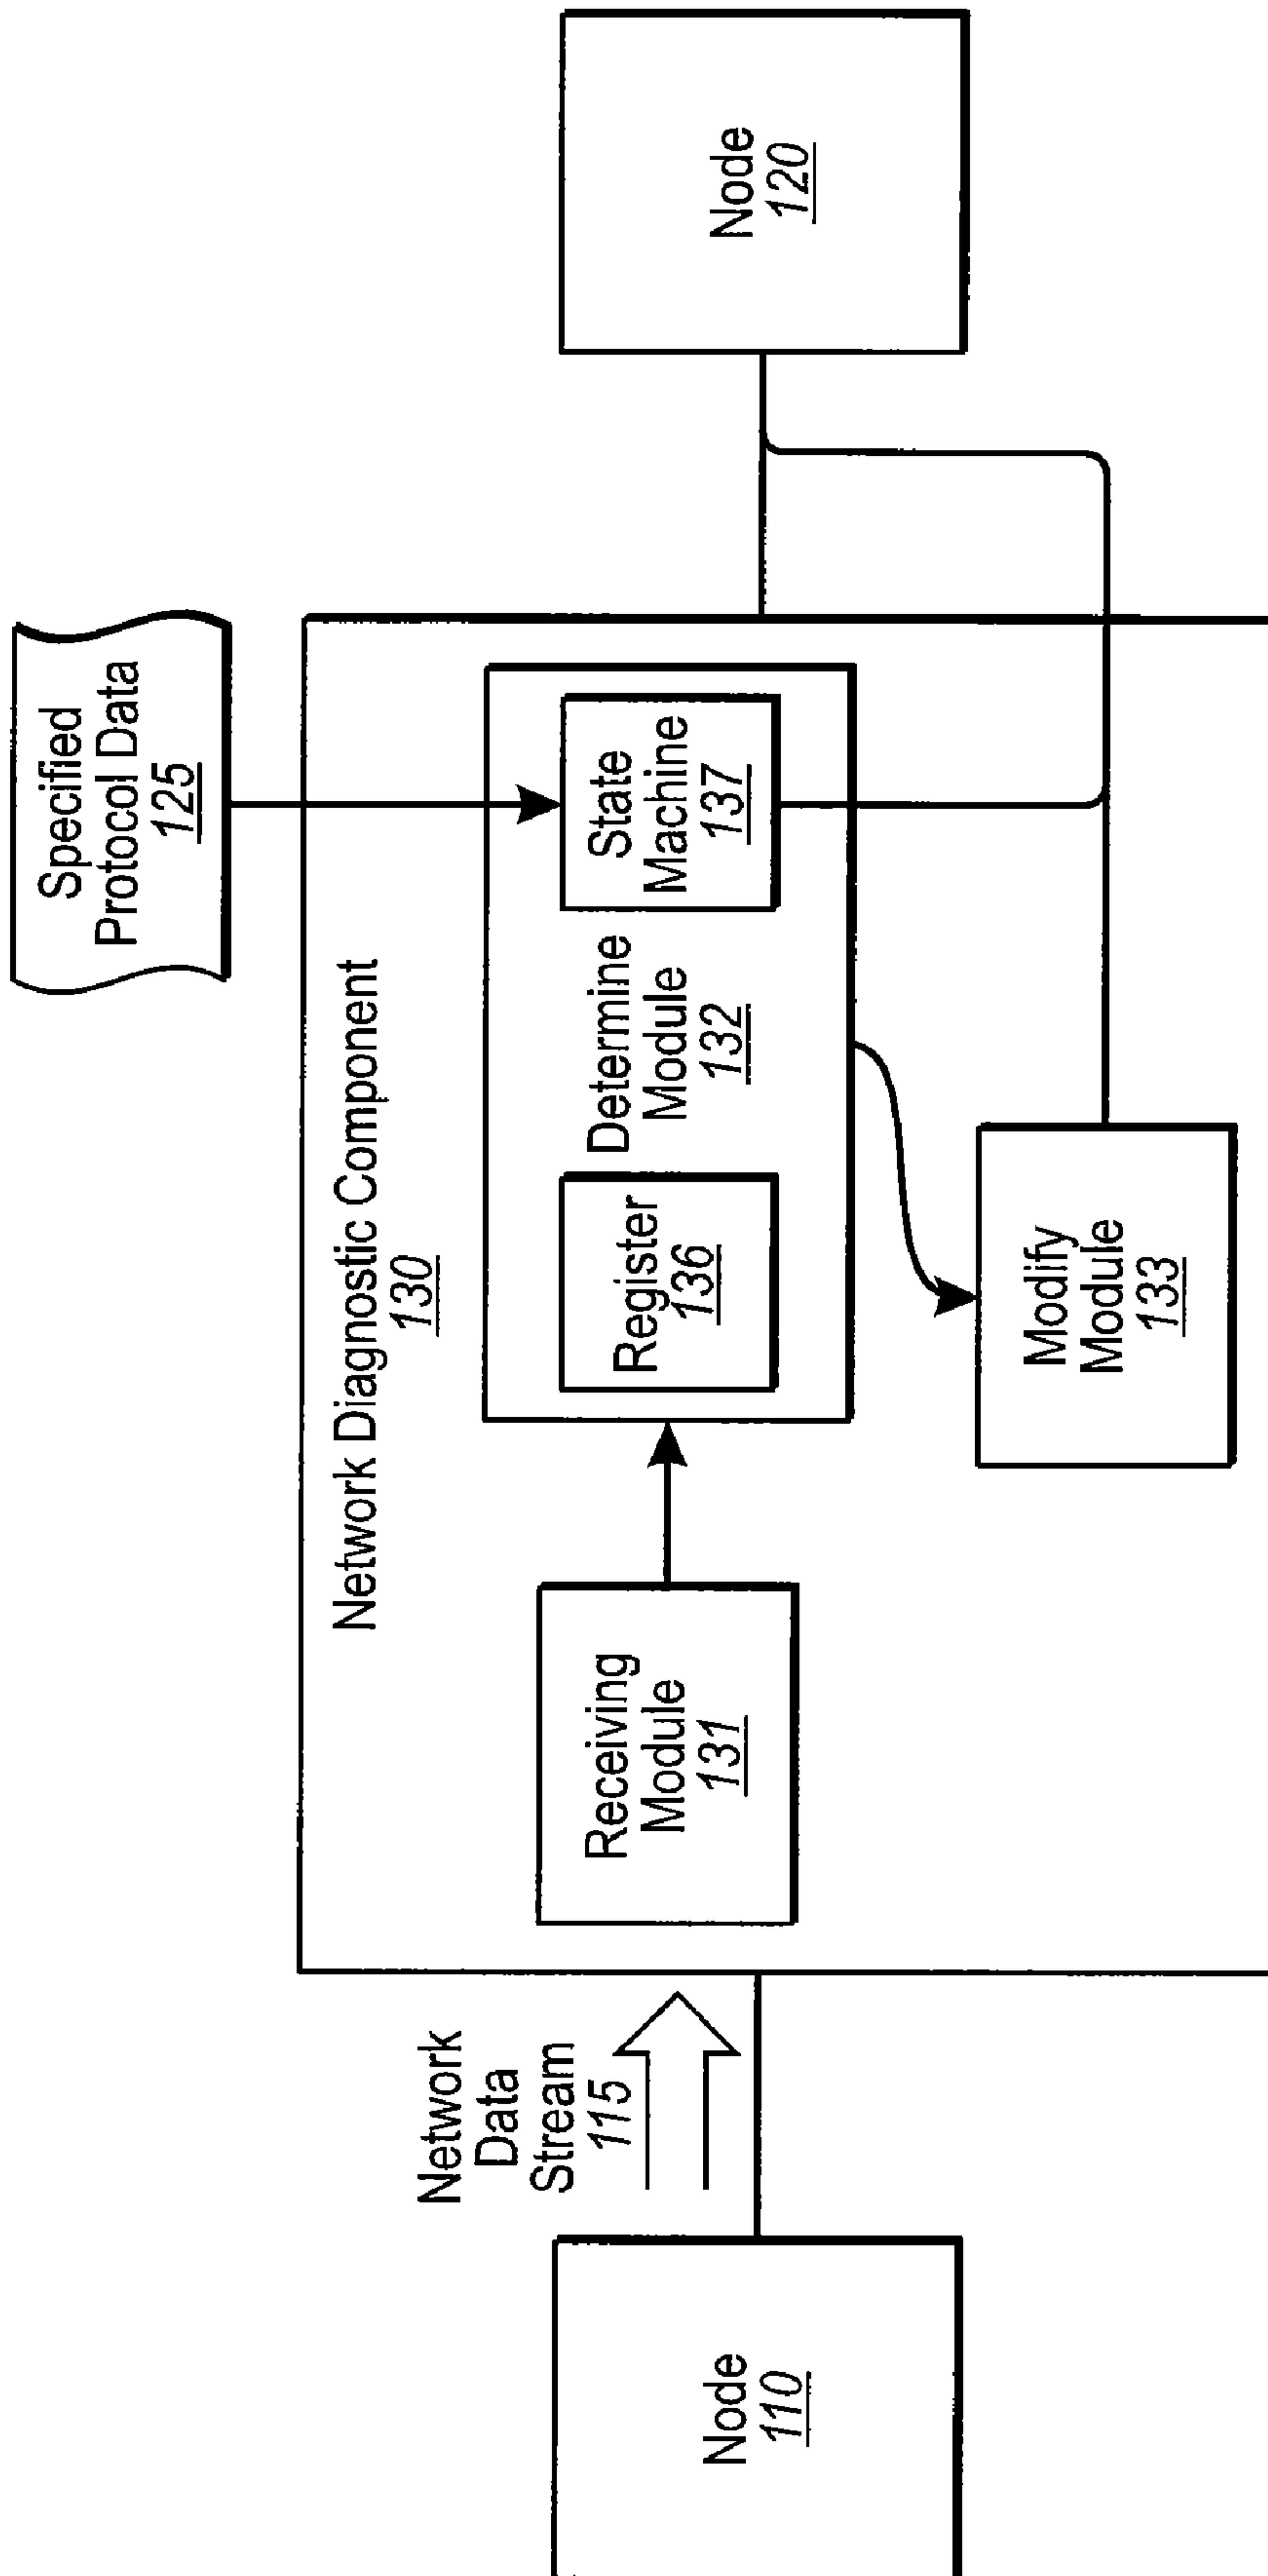 Specified
Protocol Data
125
Network Diagnostic Component
130
Network
Data
Stream
115
Node
110
Receiving
Module
131
Register
136
Determine
Module
132
State
Machine
137
Modify
Module
133
Node
120